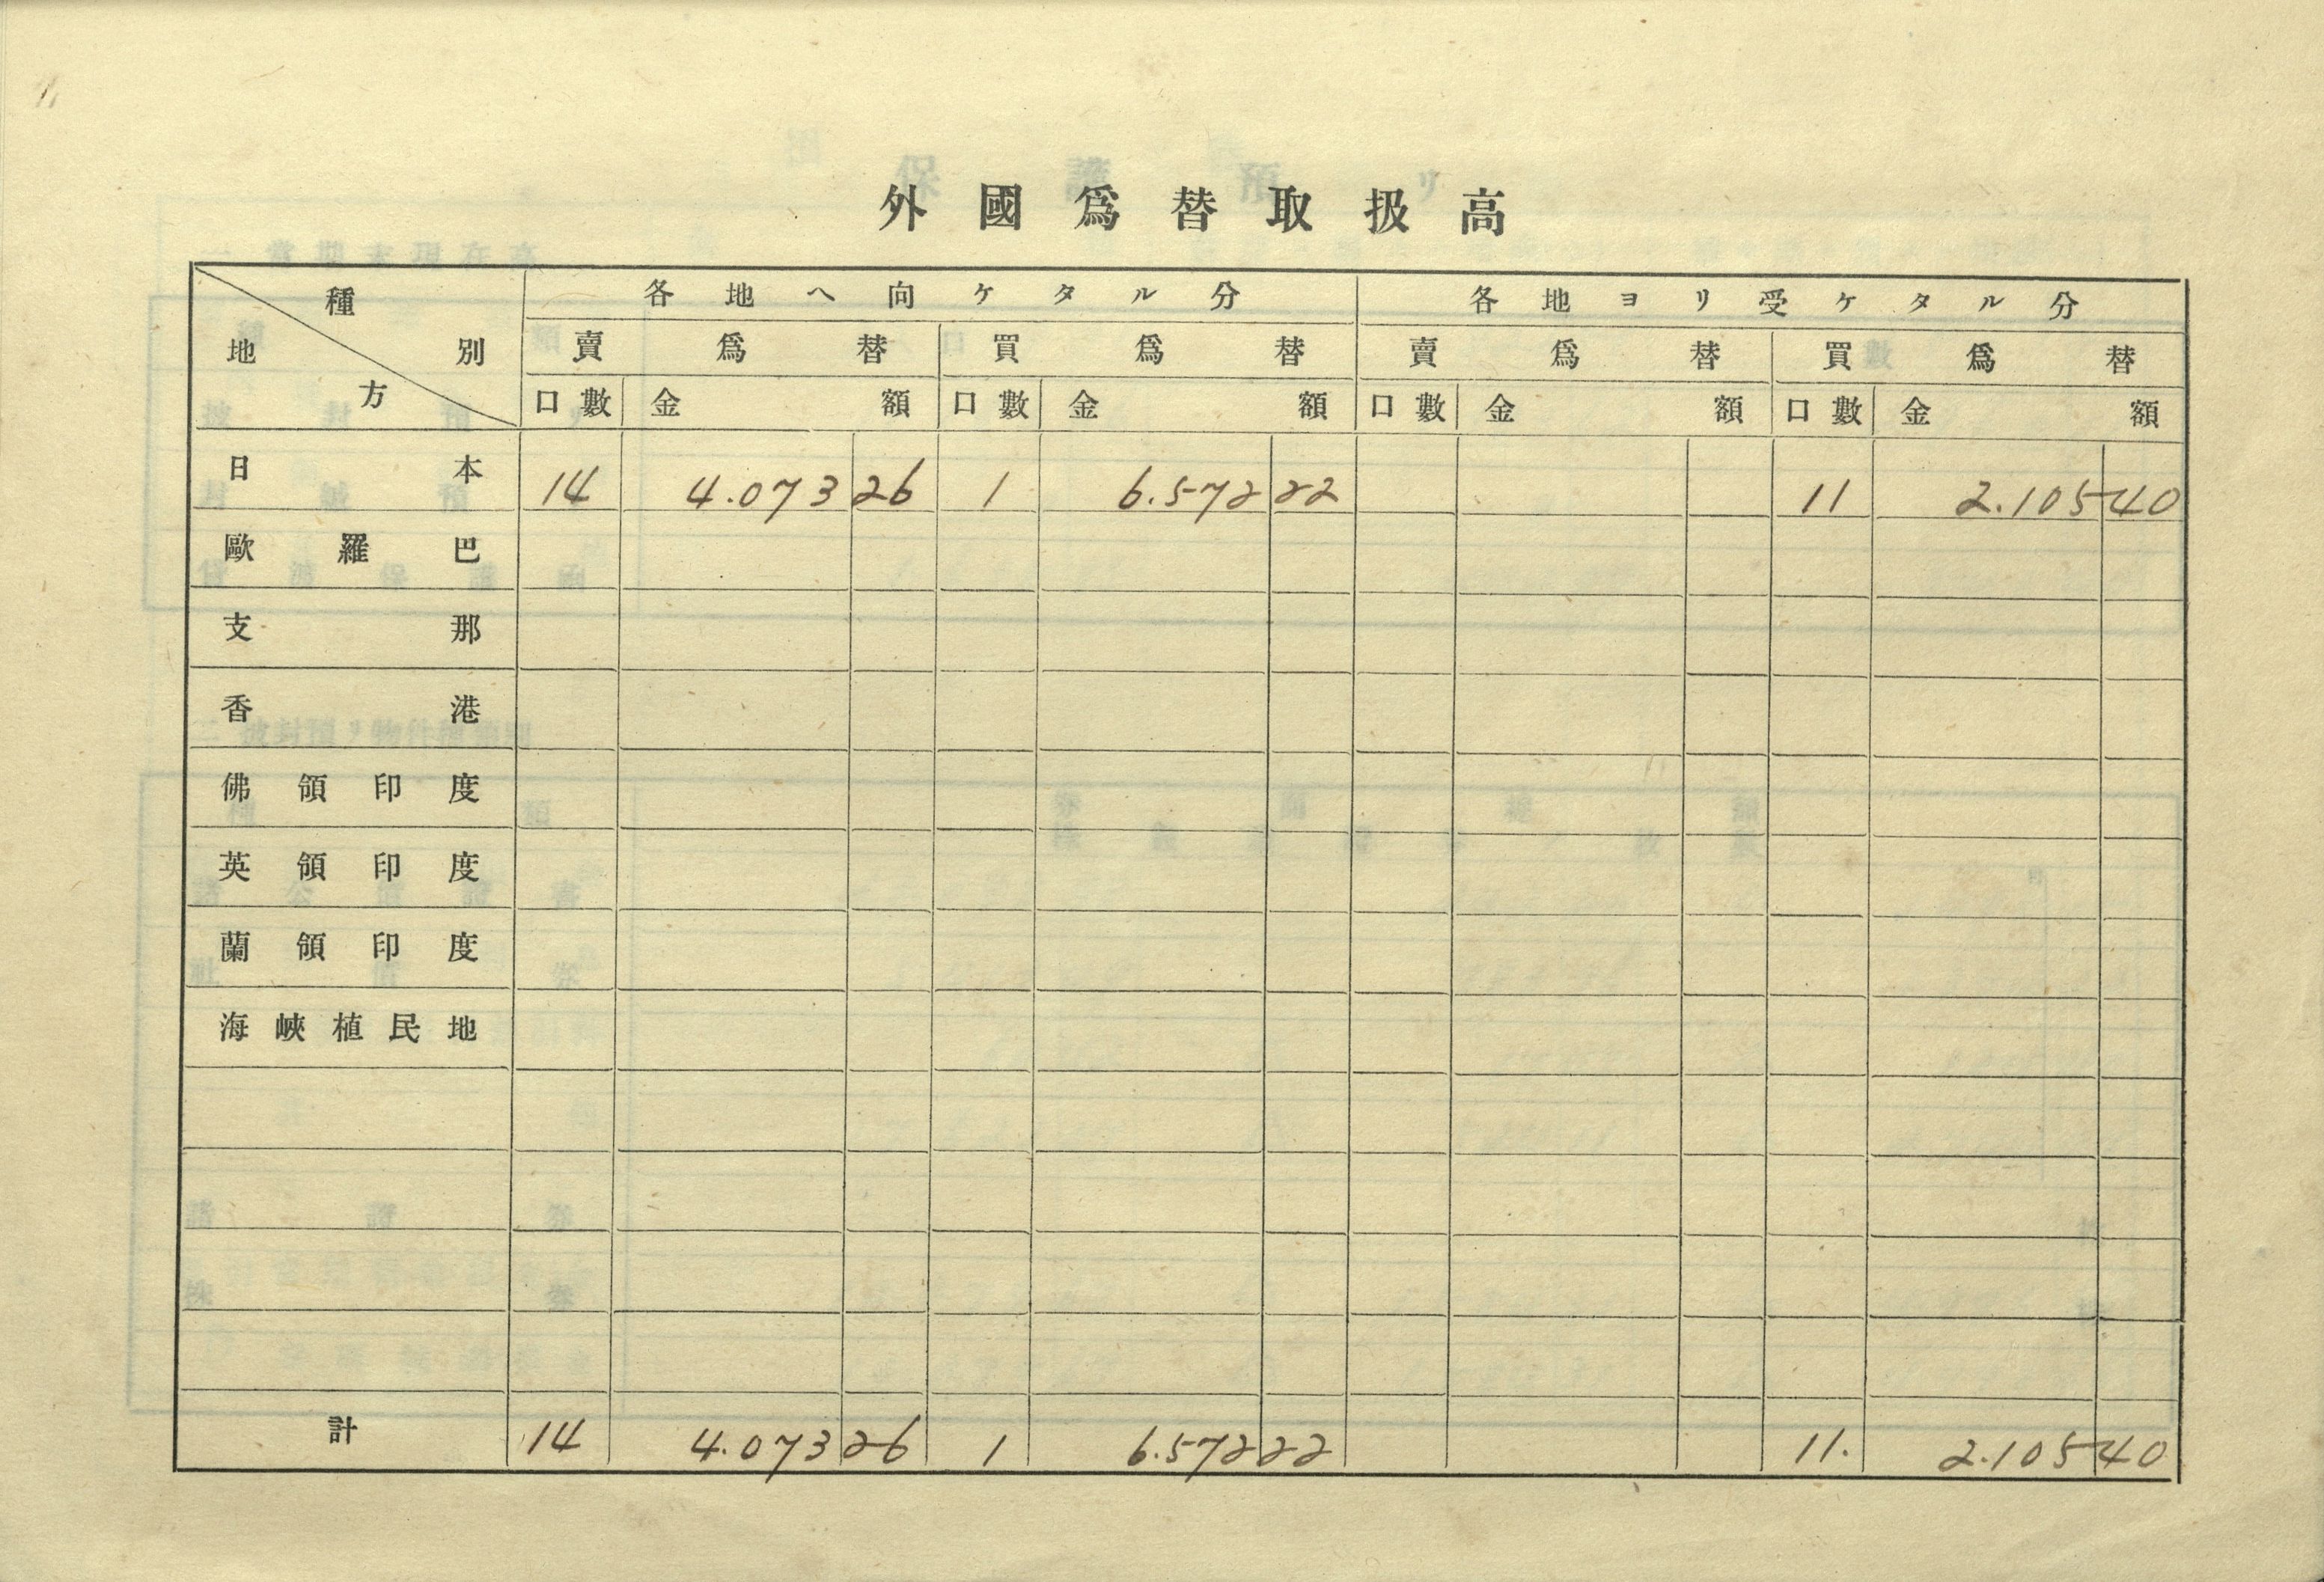 外國爲替取扱高
種別 地方 各地ヘ向ケタル分 各地ヨリ受ケタル分
賣爲替 買爲替 賣爲替 買爲替
口數 金額 口數 金額 口數 金額 口數 金額
日本 14 4.073 26 1 6.572 22 11 2.105 40
歐羅巴
支那
香港
佛領印度
英領印度
蘭領印度
海峽植民地
計 14 4.073 26 1 6.572 22 11. 2.105 40